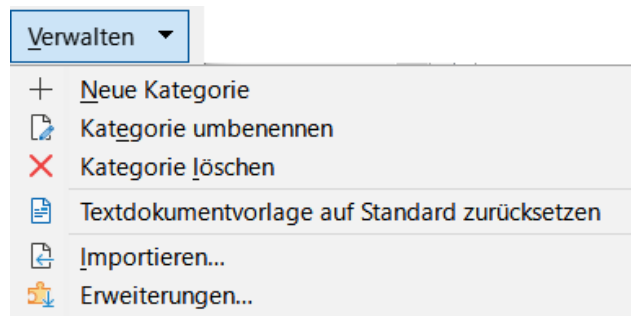 Verwalten
Neue Kategorie
Kategorie umbenennen
Kategorie löschen
Textdokumentvorlage auf Standard zurücksetzen
Importieren...
Erweiterungen...